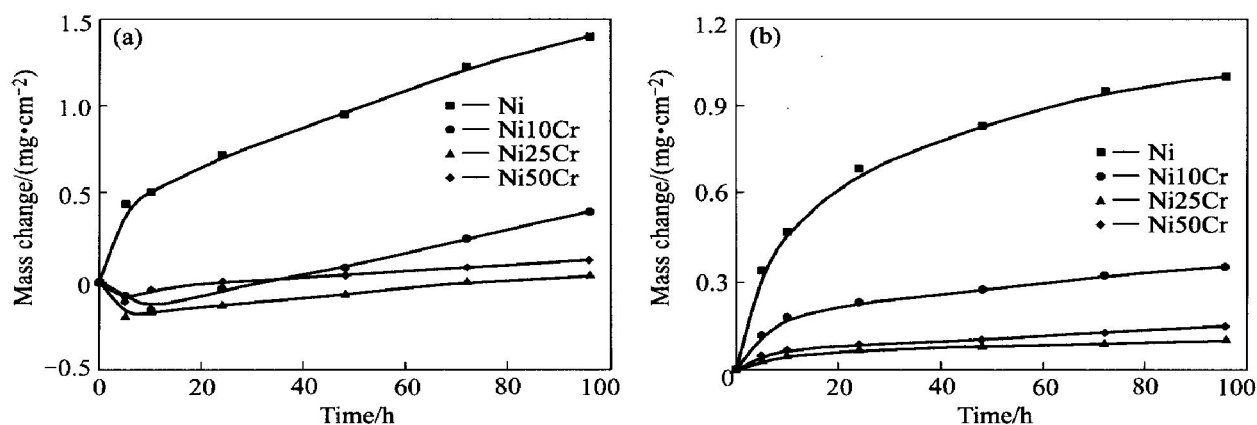 (a)
Mass change/(mg•cm⁻²)
1.5
1.0
0.5
0
−0.5
Ni
Ni10Cr
Ni25Cr
Ni50Cr
0 20 40 60 80 100
Time/h
(b)
Mass change/(mg•cm⁻²)
1.2
0.9
0.6
0.3
Ni
Ni10Cr
Ni25Cr
Ni50Cr
0 20 40 60 80 100
Time/h